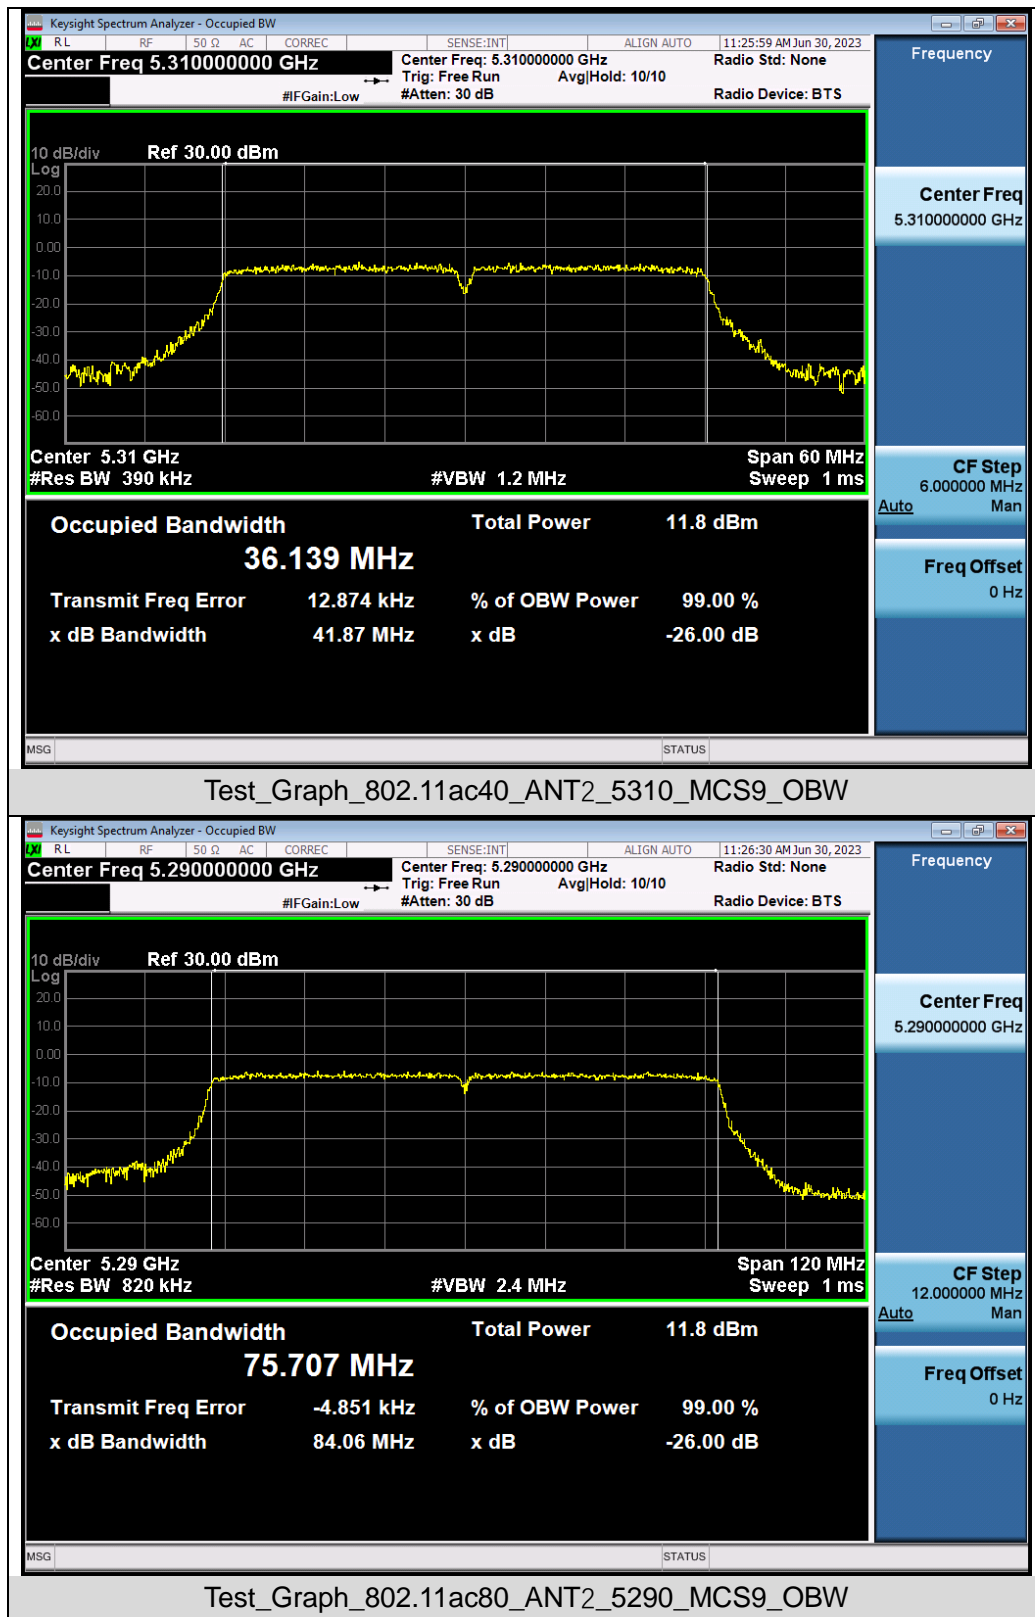 Keysight Spectrum Analyzer - Occupied BW
LXI RL RF 50 Ω AC CORREC SENSE:INT ALIGN AUTO 11:25:59 AM Jun 30, 2023
Center Freq 5.310000000 GHz Center Freq: 5.310000000 GHz Radio Std: None
Trig: Free Run Avg|Hold: 10/10
#IFGain:Low #Atten: 30 dB Radio Device: BTS
10 dB/div Ref 30.00 dBm
Log
20.0
10.0
0.00
-10.0
-20.0
-30.0
-40.0
-50.0
-60.0
Center 5.31 GHz Span 60 MHz
#Res BW 390 kHz #VBW 1.2 MHz Sweep 1 ms
Occupied Bandwidth Total Power 11.8 dBm
36.139 MHz
Transmit Freq Error 12.874 kHz % of OBW Power 99.00 %
x dB Bandwidth 41.87 MHz x dB -26.00 dB
MSG STATUS
Frequency
Center Freq
5.310000000 GHz
CF Step
6.000000 MHz
Auto Man
Freq Offset
0 Hz
Test_Graph_802.11ac40_ANT2_5310_MCS9_OBW
Keysight Spectrum Analyzer - Occupied BW
LXI RL RF 50 Ω AC CORREC SENSE:INT ALIGN AUTO 11:26:30 AM Jun 30, 2023
Center Freq 5.290000000 GHz Center Freq: 5.290000000 GHz Radio Std: None
Trig: Free Run Avg|Hold: 10/10
#IFGain:Low #Atten: 30 dB Radio Device: BTS
10 dB/div Ref 30.00 dBm
Log
20.0
10.0
0.00
-10.0
-20.0
-30.0
-40.0
-50.0
-60.0
Center 5.29 GHz Span 120 MHz
#Res BW 820 kHz #VBW 2.4 MHz Sweep 1 ms
Occupied Bandwidth Total Power 11.8 dBm
75.707 MHz
Transmit Freq Error -4.851 kHz % of OBW Power 99.00 %
x dB Bandwidth 84.06 MHz x dB -26.00 dB
MSG STATUS
Frequency
Center Freq
5.290000000 GHz
CF Step
12.000000 MHz
Auto Man
Freq Offset
0 Hz
Test_Graph_802.11ac80_ANT2_5290_MCS9_OBW